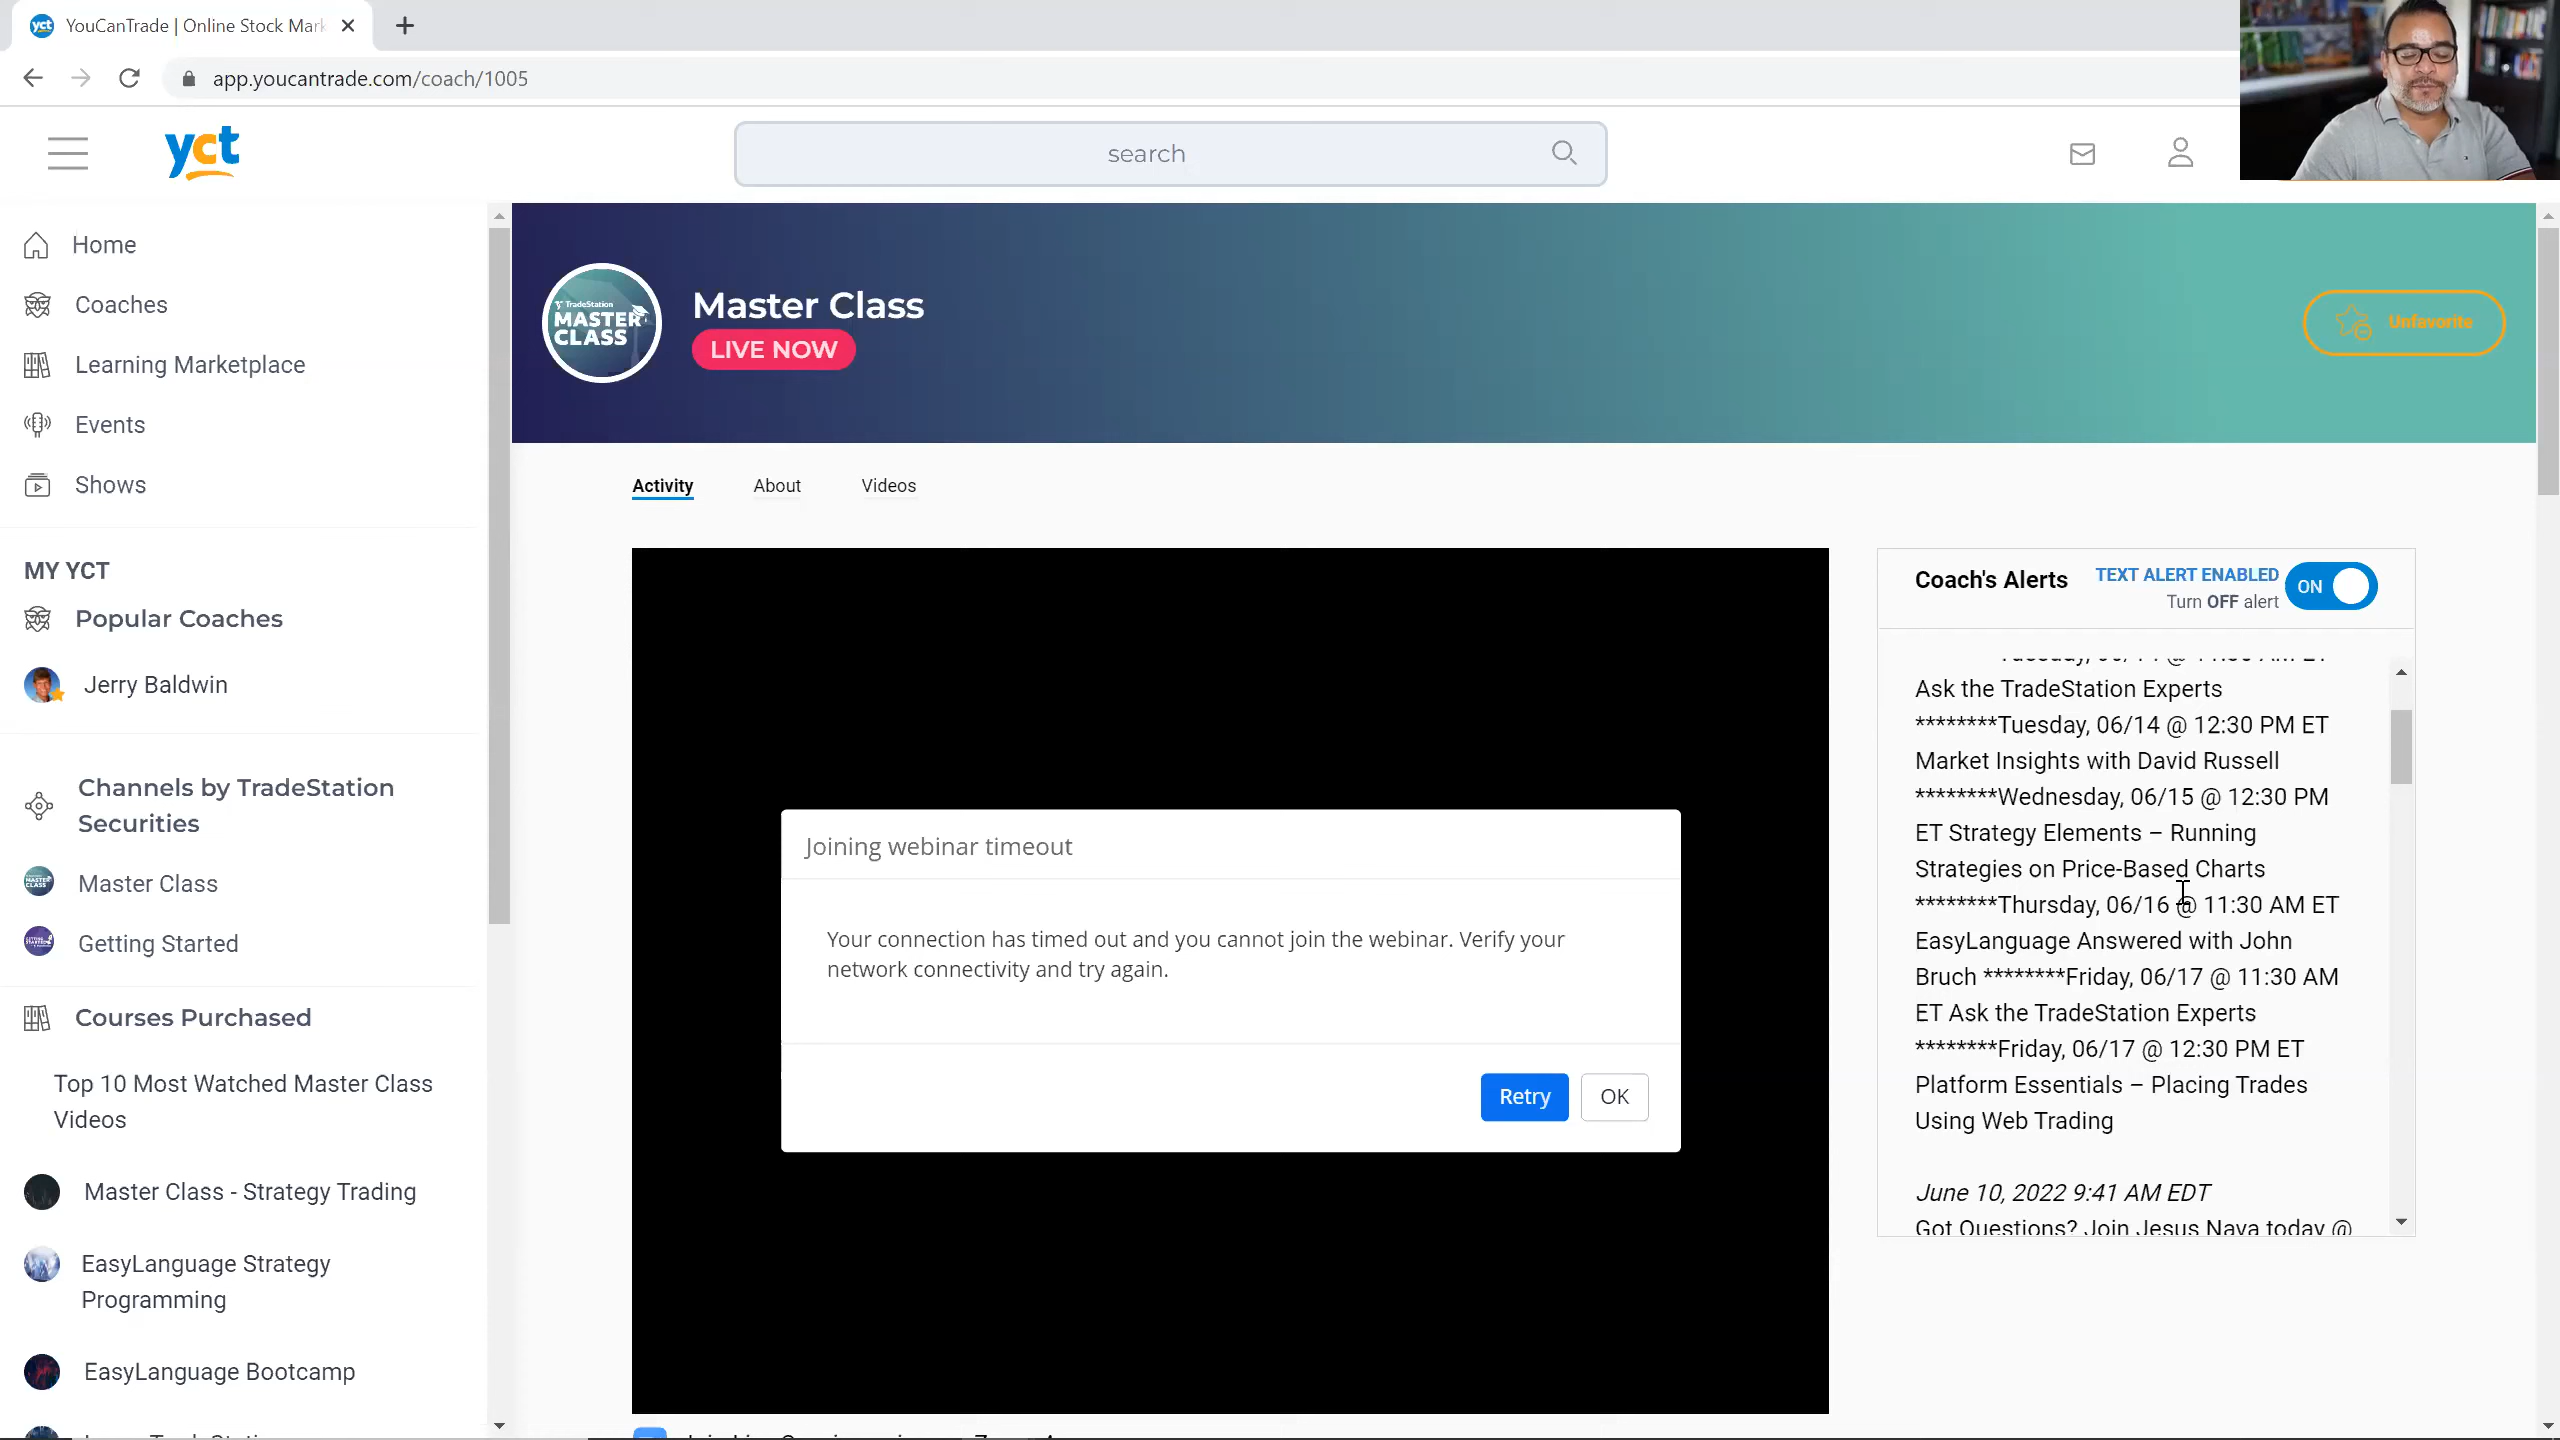 YouCanTrade | Online Stock Mark
app.youcantrade.com/coach/1005
yct
search
Home
Coaches
Learning Marketplace
Events
Shows
MY YCT
Popular Coaches
Jerry Baldwin
Channels by TradeStation
Securities
Master Class
Getting Started
Courses Purchased
Top 10 Most Watched Master Class
Videos
Master Class - Strategy Trading
EasyLanguage Strategy
Programming
EasyLanguage Bootcamp
TradeStation
MASTER
CLASS
Master Class
LIVE NOW
Unfavorite
Activity
About
Videos
Joining webinar timeout
Your connection has timed out and you cannot join the webinar. Verify your
network connectivity and try again.
Retry
OK
Coach's Alerts
TEXT ALERT ENABLED
Turn OFF alert
ON
Ask the TradeStation Experts
********Tuesday, 06/14 @ 12:30 PM ET
Market Insights with David Russell
********Wednesday, 06/15 @ 12:30 PM
ET Strategy Elements – Running
Strategies on Price-Based Charts
********Thursday, 06/16 @ 11:30 AM ET
EasyLanguage Answered with John
Bruch ********Friday, 06/17 @ 11:30 AM
ET Ask the TradeStation Experts
********Friday, 06/17 @ 12:30 PM ET
Platform Essentials – Placing Trades
Using Web Trading
June 10, 2022 9:41 AM EDT
Got Questions? Join Jesus Nava today @